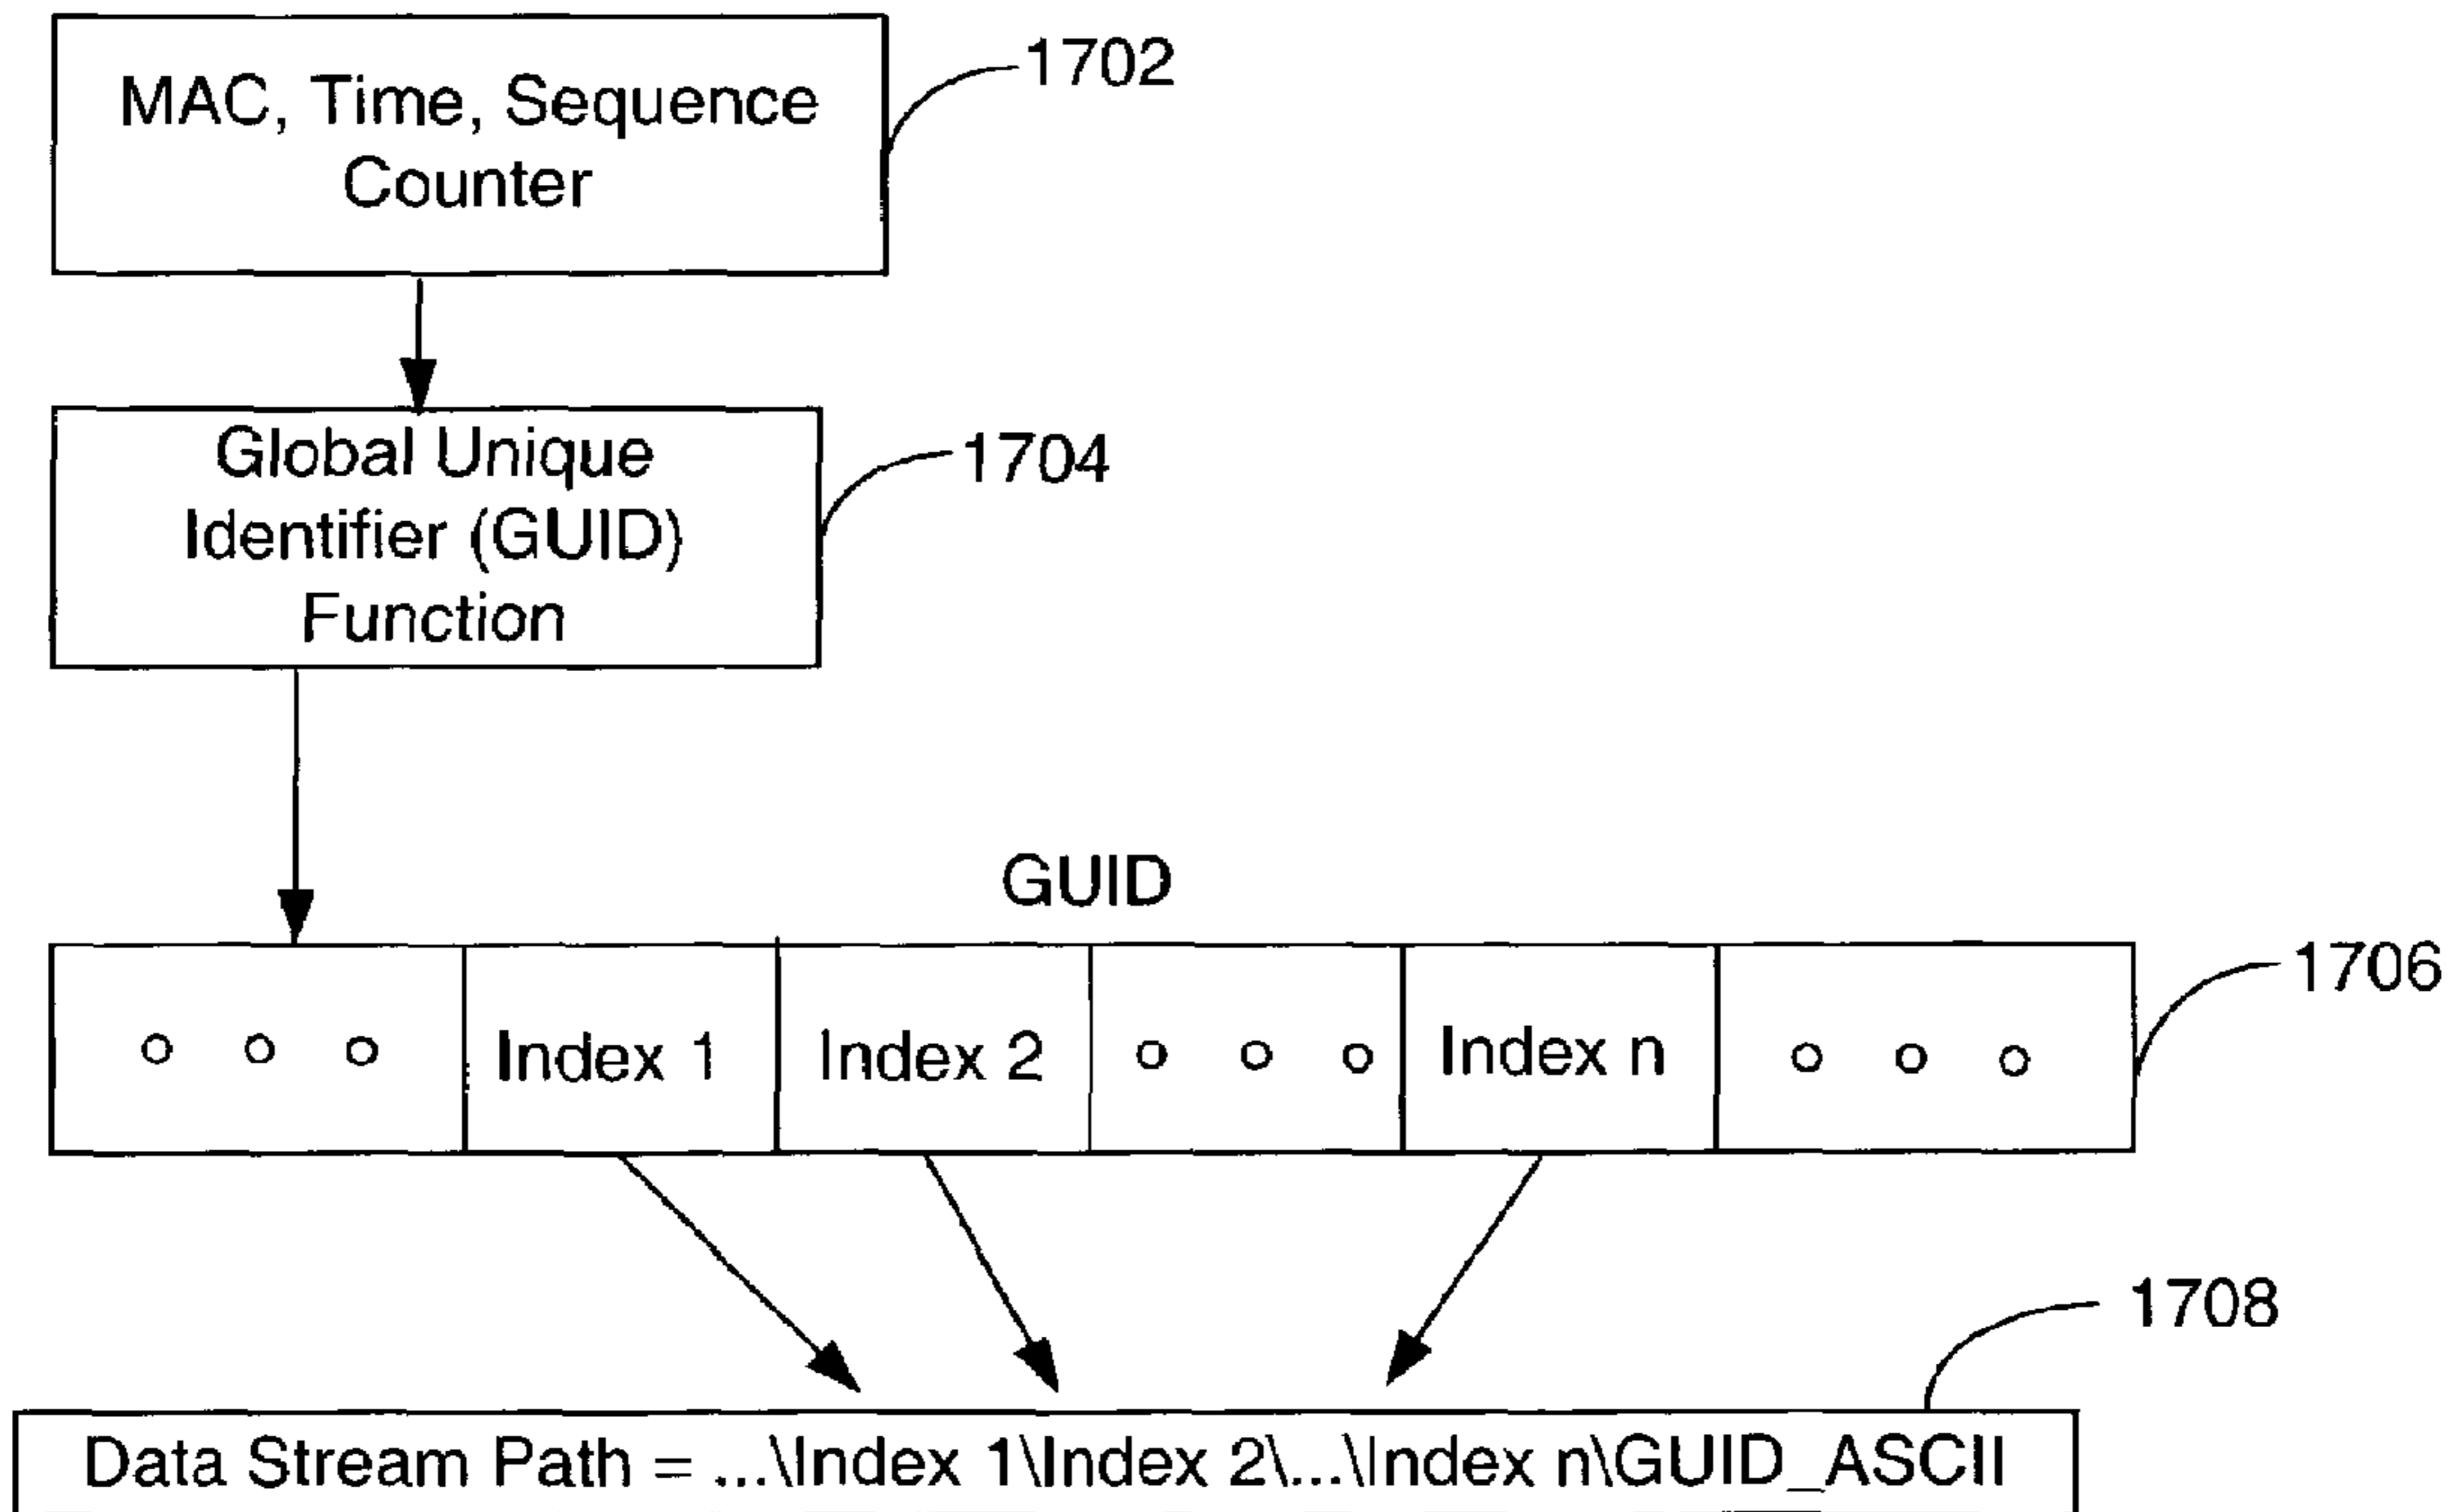 MAC, Time, Sequence
Counter
1702
Global Unique
Identifier (GUID)
Function
1704
GUID
Index 1
Index 2
Index n
1706
1708
Data Stream Path = ...\Index 1\Index 2\...\Index n\GUID_ASCII